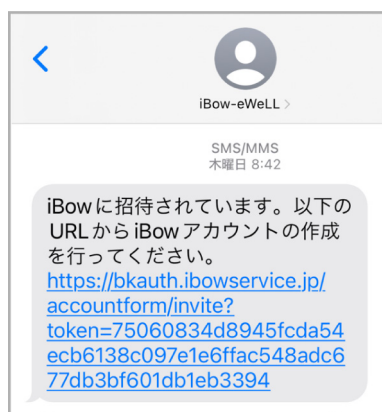 iBow-eWeLL >
SMS/MMS
木曜日 8:42
iBowに招待されています。以下の
URLからiBowアカウントの作成
を行ってください。
https://bkauth.ibowservice.jp/
accountform/invite?
token=75060834d8945fcda54
ecb6138c097e1e6ffac548adc6
77db3bf601db1eb3394